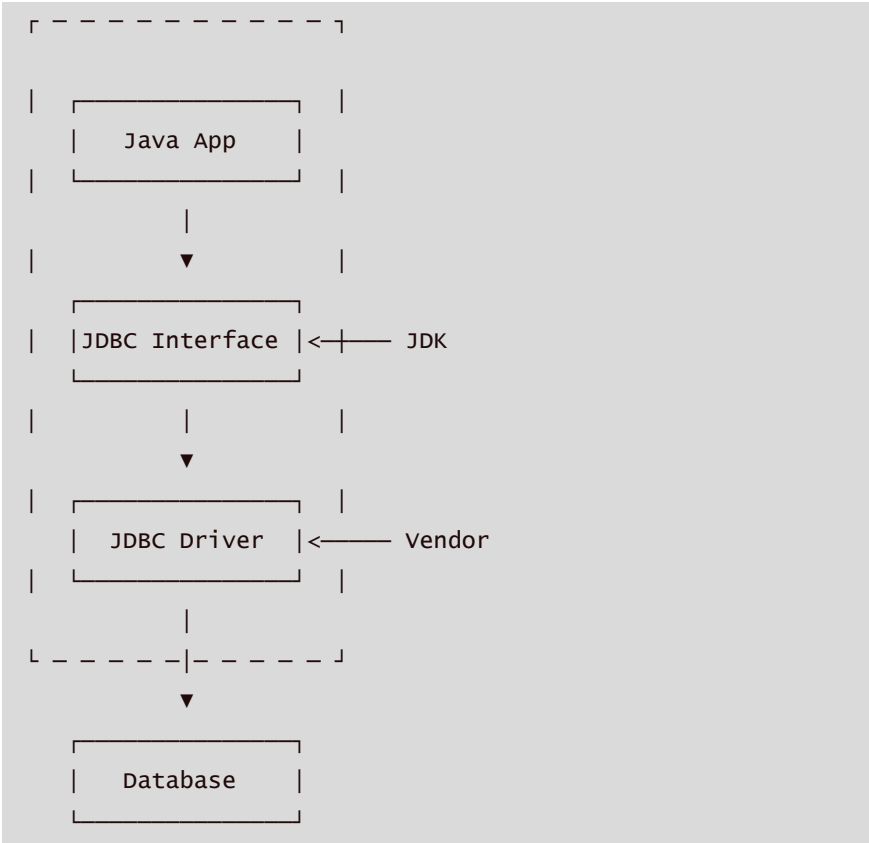 Java App
JDBC Interface
JDK
JDBC Driver
Vendor
Database